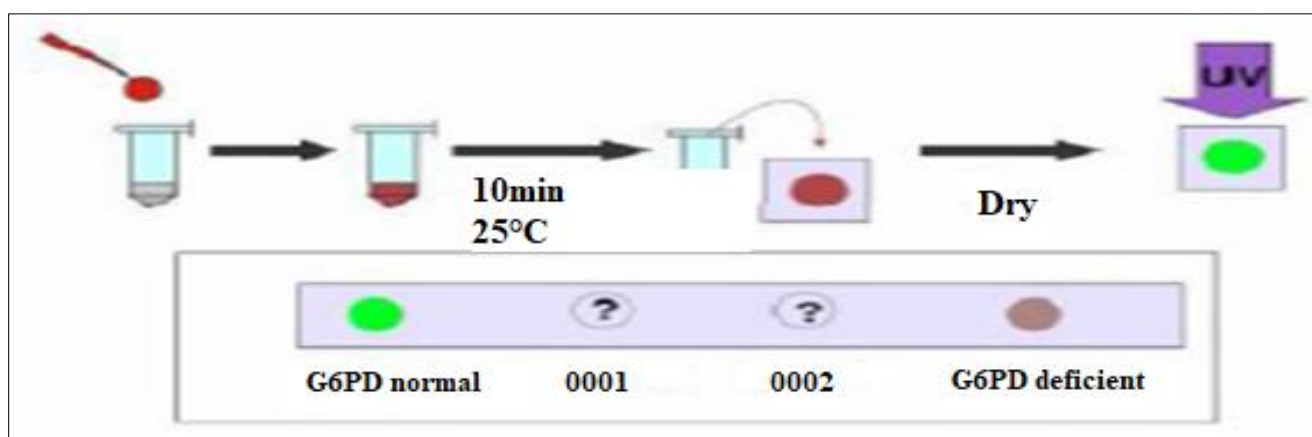 UV
10min
25°C
Dry
? ?
G6PD normal 0001 0002 G6PD deficient